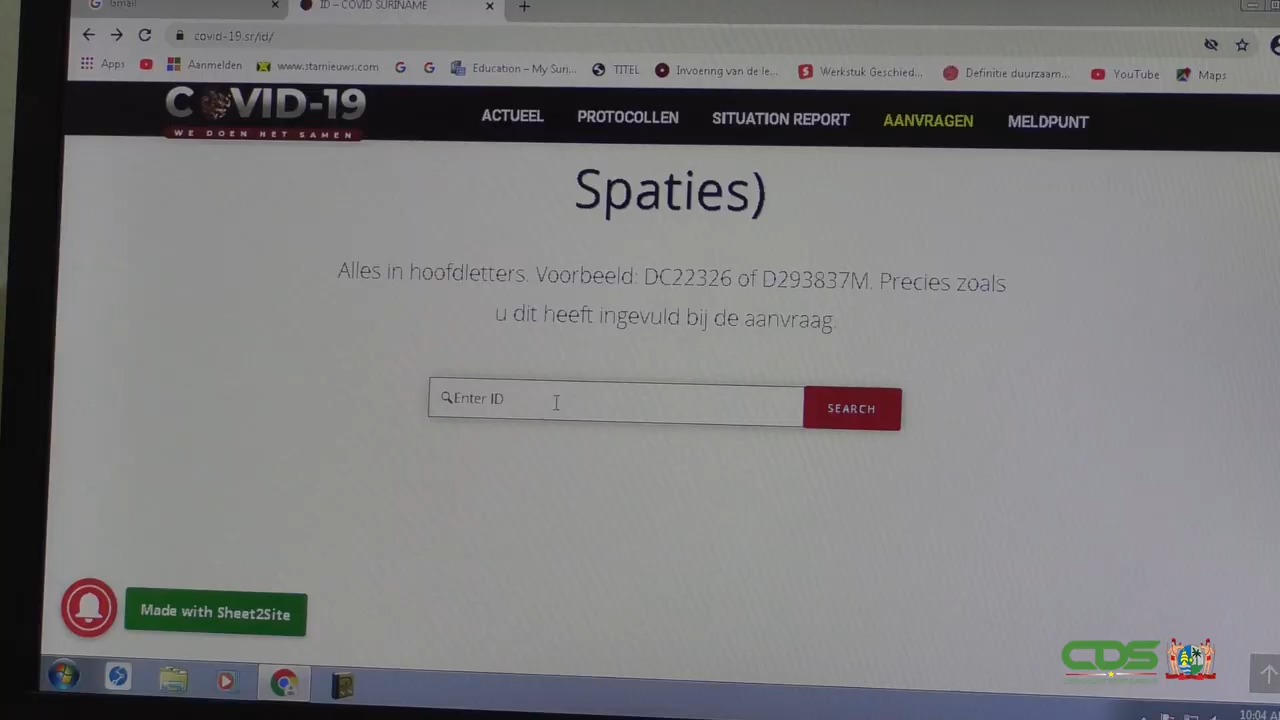 Gmail
ID – COVID SURINAME
covid-19.sr/id/
Apps
Aanmelden
www.starnieuws.com
Education – My Suri...
TITEL
Invoering van de le...
Werkstuk Geschied...
Definitie duurzaam...
YouTube
Maps
COVID-19
WE DOEN HET SAMEN
ACTUEEL
PROTOCOLLEN
SITUATION REPORT
AANVRAGEN
MELDPUNT
Spaties)
Alles in hoofdletters. Voorbeeld: DC22326 of D293837M. Precies zoals
u dit heeft ingevuld bij de aanvraag.
Enter ID
SEARCH
Made with Sheet2Site
CDS
10:04 A